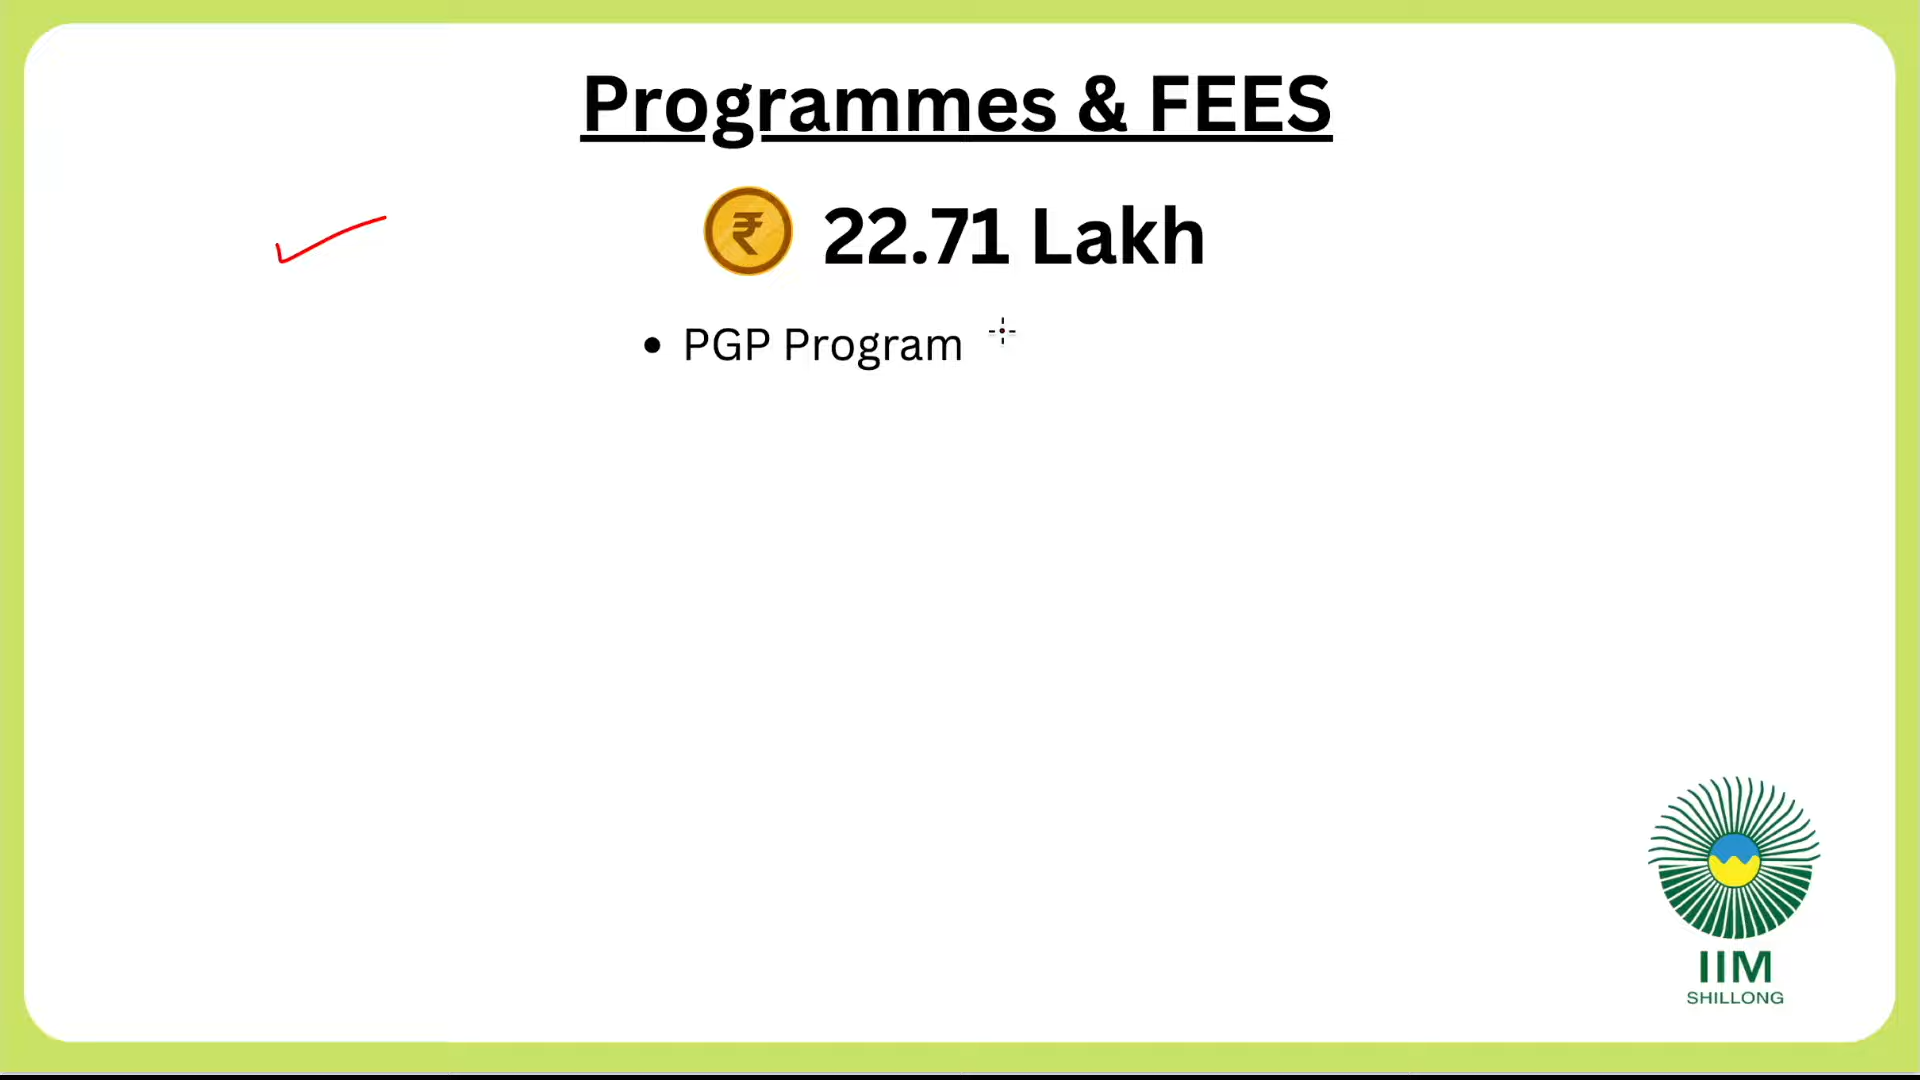 Programmes & FEES
₹ 22.71 Lakh
• PGP Program
IIM
SHILLONG